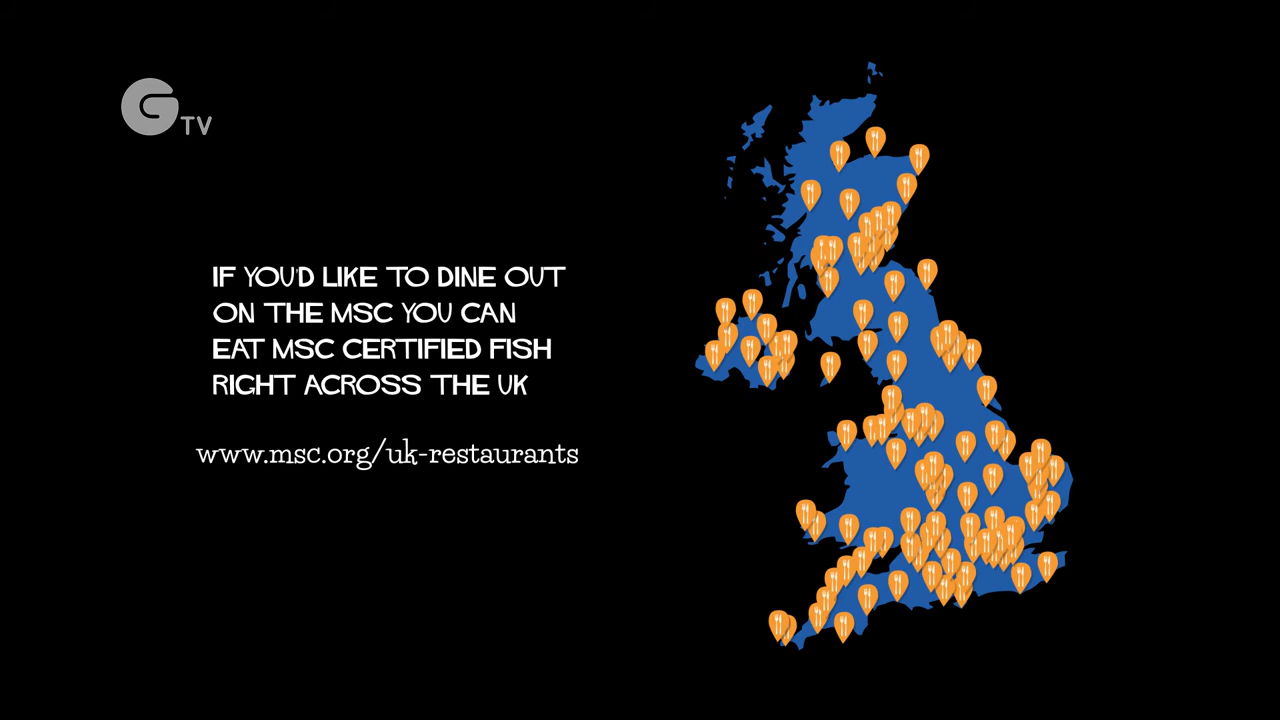 G TV
IF YOU'D LIKE TO DINE OUT
ON THE MSC YOU CAN
EAT MSC CERTIFIED FISH
RIGHT ACROSS THE UK
www.msc.org/uk-restaurants